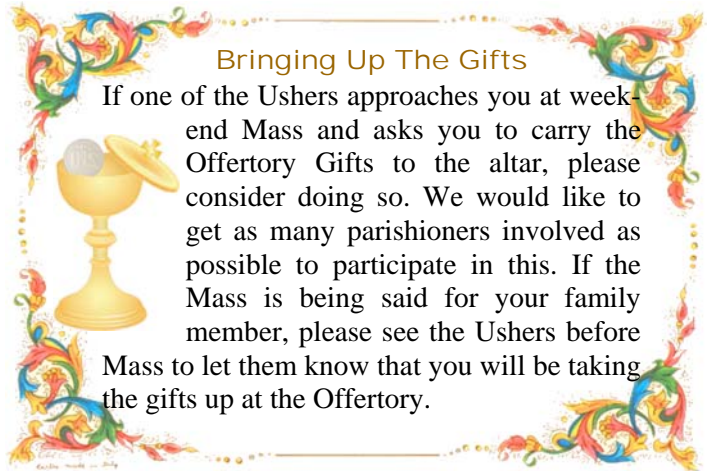 Bringing Up The Gifts
If one of the Ushers approaches you at week-
end Mass and asks you to carry the
Offertory Gifts to the altar, please
consider doing so. We would like to
get as many parishioners involved as
possible to participate in this. If the
Mass is being said for your family
member, please see the Ushers before
Mass to let them know that you will be taking
the gifts up at the Offertory.